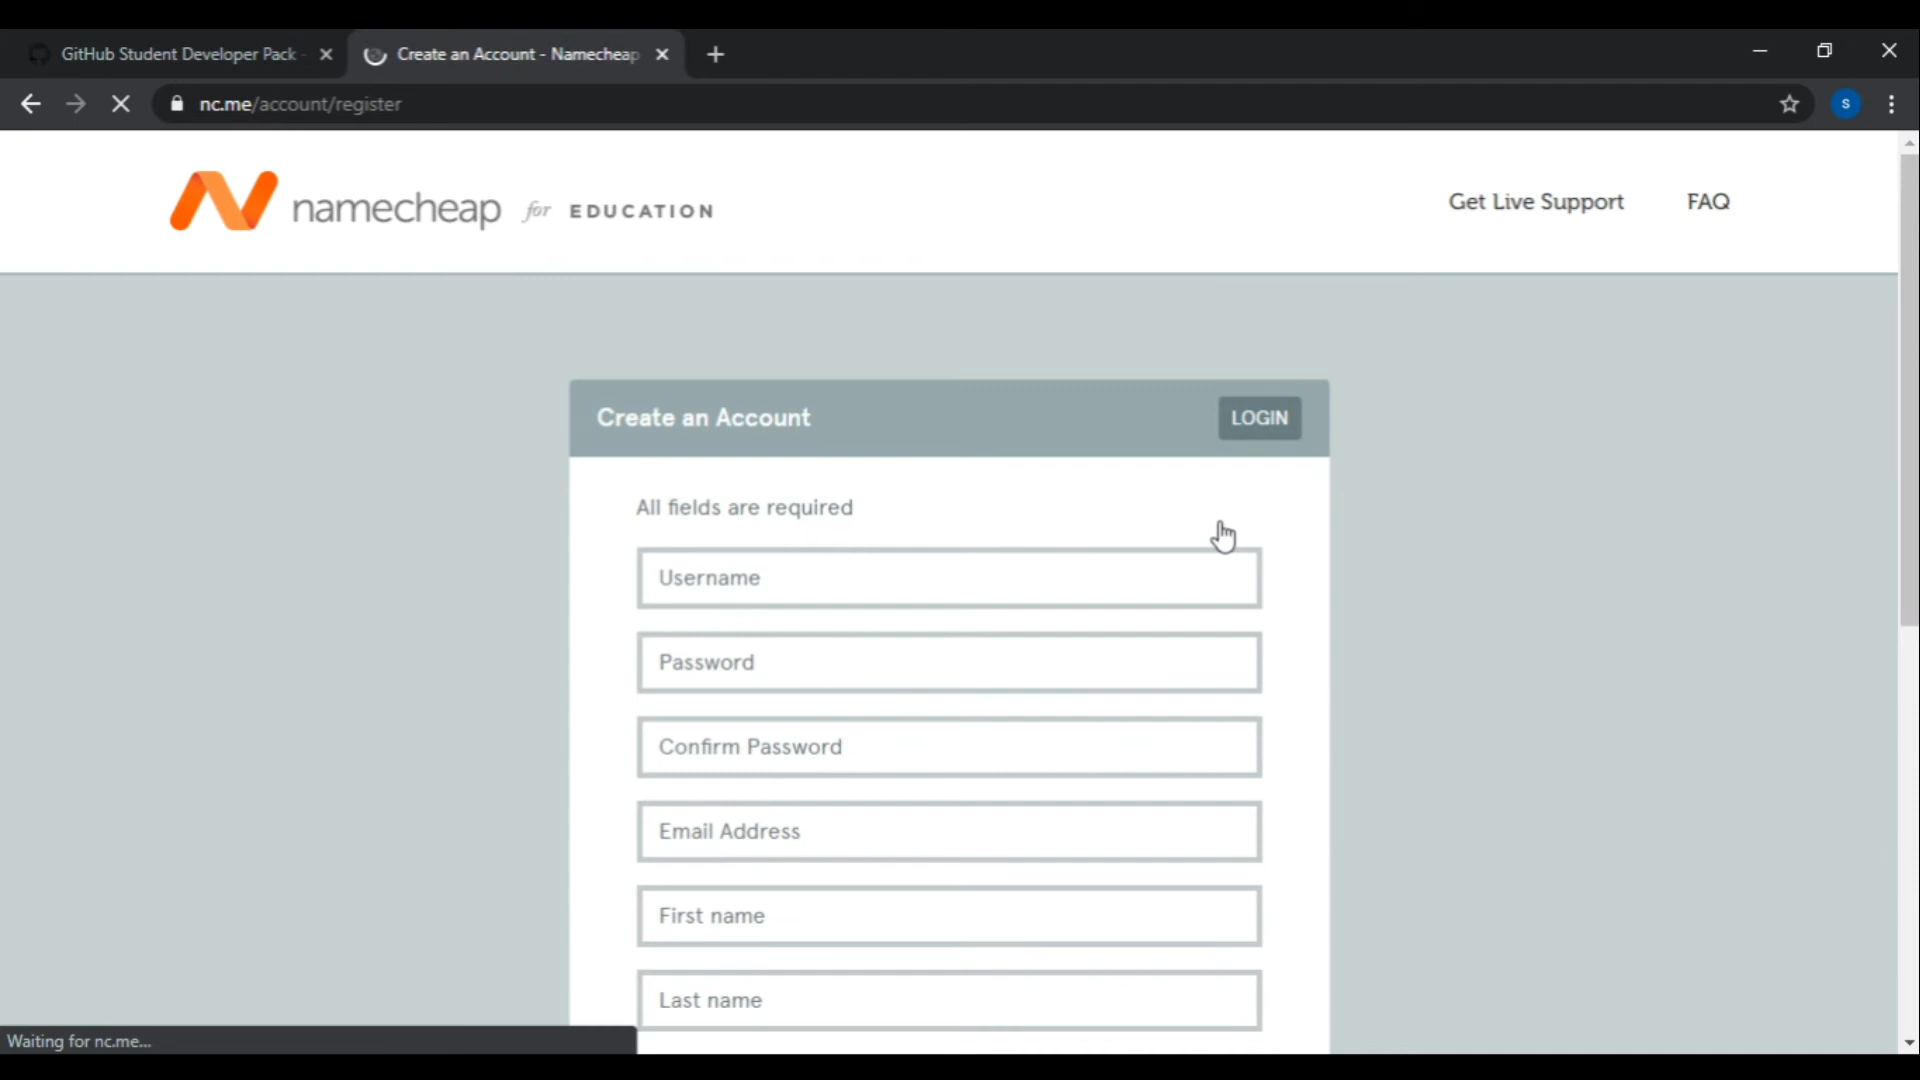 GitHub Student Developer Pack -
Create an Account - Namecheap
nc.me/account/register
S
namecheap for EDUCATION
Get Live Support
FAQ
Create an Account
LOGIN
All fields are required
Username
Password
Confirm Password
Email Address
First name
Last name
Waiting for nc.me...